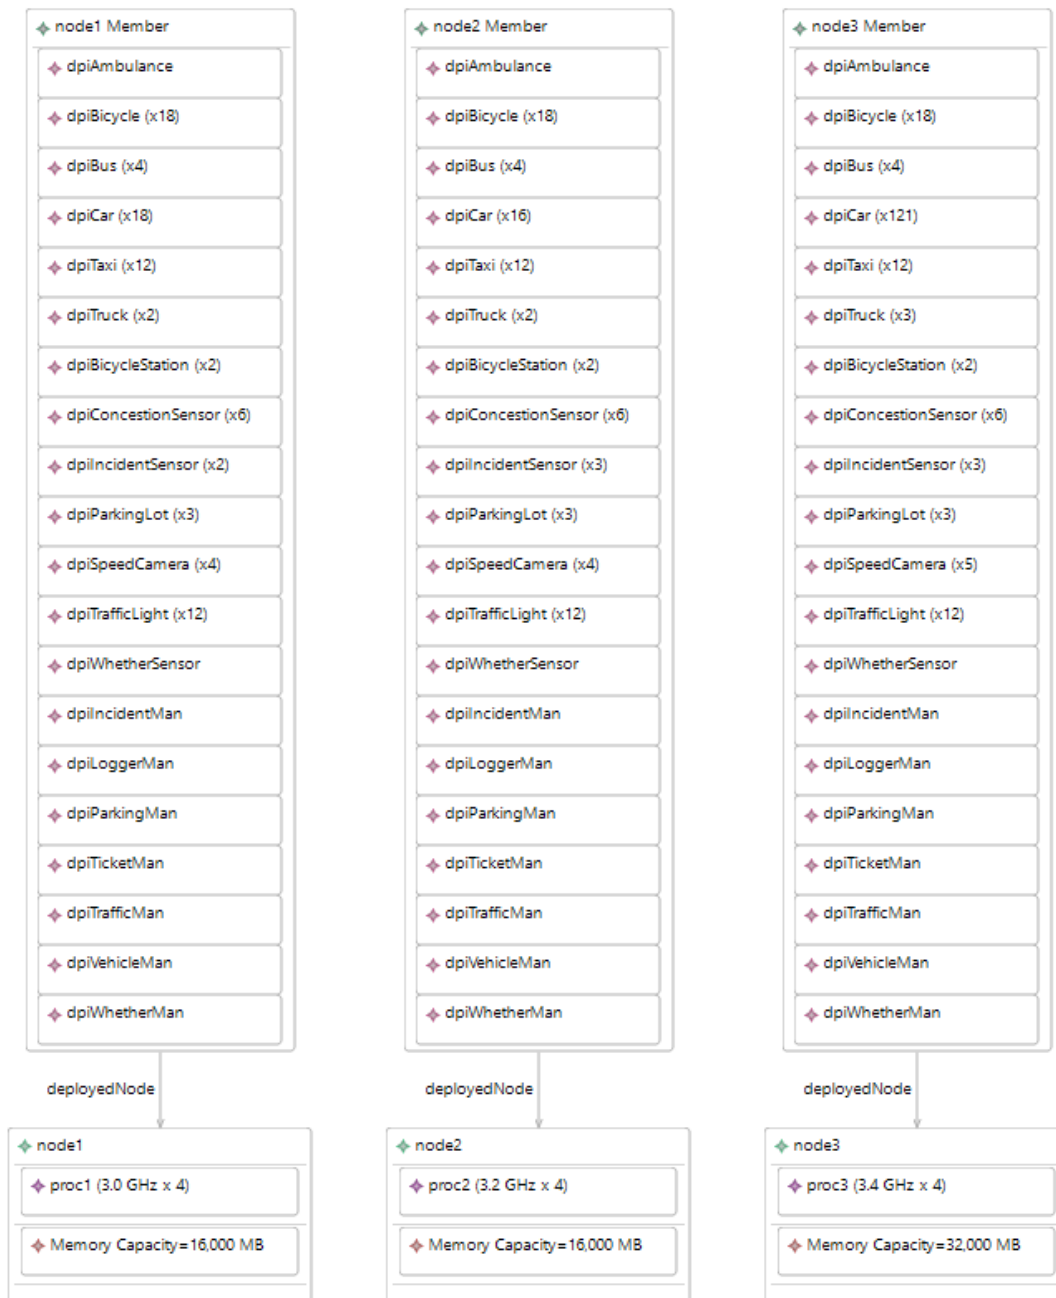 node1 Member
dpiAmbulance
dpiBicycle (x18)
dpiBus (x4)
dpiCar (x18)
dpiTaxi (x12)
dpiTruck (x2)
dpiBicycleStation (x2)
dpiConcestionSensor (x6)
dpiIncidentSensor (x2)
dpiParkingLot (x3)
dpiSpeedCamera (x4)
dpiTrafficLight (x12)
dpiWhetherSensor
dpiIncidentMan
dpiLoggerMan
dpiParkingMan
dpiTicketMan
dpiTrafficMan
dpiVehicleMan
dpiWhetherMan
deployedNode
node1
proc1 (3.0 GHz x 4)
Memory Capacity=16,000 MB
node2 Member
dpiAmbulance
dpiBicycle (x18)
dpiBus (x4)
dpiCar (x16)
dpiTaxi (x12)
dpiTruck (x2)
dpiBicycleStation (x2)
dpiConcestionSensor (x6)
dpiIncidentSensor (x3)
dpiParkingLot (x3)
dpiSpeedCamera (x4)
dpiTrafficLight (x12)
dpiWhetherSensor
dpiIncidentMan
dpiLoggerMan
dpiParkingMan
dpiTicketMan
dpiTrafficMan
dpiVehicleMan
dpiWhetherMan
deployedNode
node2
proc2 (3.2 GHz x 4)
Memory Capacity=16,000 MB
node3 Member
dpiAmbulance
dpiBicycle (x18)
dpiBus (x4)
dpiCar (x121)
dpiTaxi (x12)
dpiTruck (x3)
dpiBicycleStation (x2)
dpiConcestionSensor (x6)
dpiIncidentSensor (x3)
dpiParkingLot (x3)
dpiSpeedCamera (x5)
dpiTrafficLight (x12)
dpiWhetherSensor
dpiIncidentMan
dpiLoggerMan
dpiParkingMan
dpiTicketMan
dpiTrafficMan
dpiVehicleMan
dpiWhetherMan
deployedNode
node3
proc3 (3.4 GHz x 4)
Memory Capacity=32,000 MB